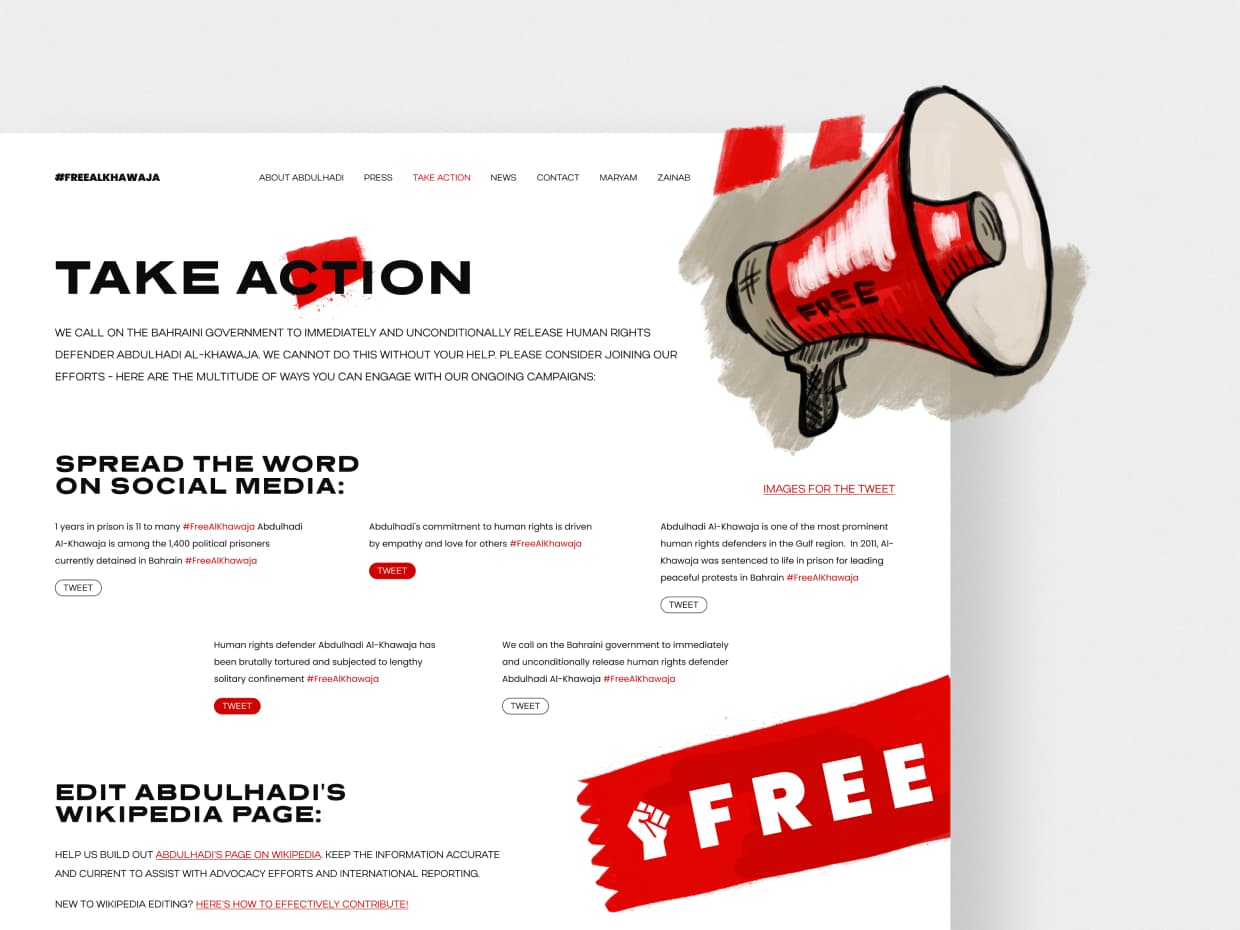 #FREEALKHAWAJA
ABOUT ABDULHADI PRESS TAKE ACTION NEWS CONTACT MARYAM ZAINAB
TAKE ACTION
WE CALL ON THE BAHRAINI GOVERNMENT TO IMMEDIATELY AND UNCONDITIONALLY RELEASE HUMAN RIGHTS
DEFENDER ABDULHADI AL-KHAWAJA. WE CANNOT DO THIS WITHOUT YOUR HELP. PLEASE CONSIDER JOINING OUR
EFFORTS - HERE ARE THE MULTITUDE OF WAYS YOU CAN ENGAGE WITH OUR ONGOING CAMPAIGNS:
#
FREE
SPREAD THE WORD
ON SOCIAL MEDIA:
IMAGES FOR THE TWEET
1 years in prison is 11 to many #FreeAlKhawaja Abdulhadi
Al-Khawaja is among the 1,400 political prisoners
currently detained in Bahrain #FreeAlKhawaja
TWEET
Abdulhadi's commitment to human rights is driven
by empathy and love for others #FreeAlKhawaja
TWEET
Abdulhadi Al-Khawaja is one of the most prominent
human rights defenders in the Gulf region. In 2011, Al-
Khawaja was sentenced to life in prison for leading
peaceful protests in Bahrain #FreeAlKhawaja
TWEET
Human rights defender Abdulhadi Al-Khawaja has
been brutally tortured and subjected to lengthy
solitary confinement #FreeAlKhawaja
TWEET
We call on the Bahraini government to immediately
and unconditionally release human rights defender
Abdulhadi Al-Khawaja #FreeAlKhawaja
TWEET
FREE
EDIT ABDULHADI'S
WIKIPEDIA PAGE:
HELP US BUILD OUT ABDULHADI'S PAGE ON WIKIPEDIA. KEEP THE INFORMATION ACCURATE
AND CURRENT TO ASSIST WITH ADVOCACY EFFORTS AND INTERNATIONAL REPORTING.
NEW TO WIKIPEDIA EDITING? HERE'S HOW TO EFFECTIVELY CONTRIBUTE!